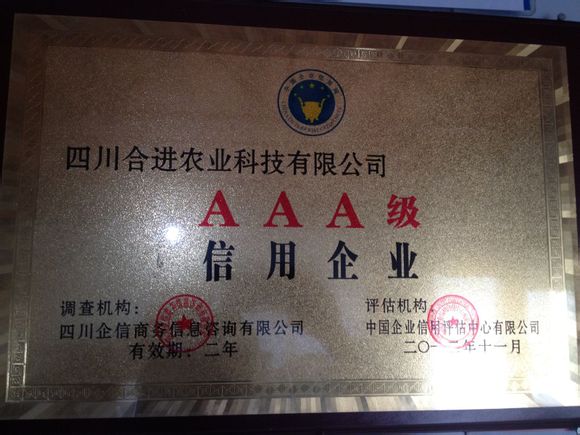 四川合进农业科技有限公司
AAA级
信用企业
调查机构:
四川企信商务信息咨询有限公司
有效期:二年
评估机构
中国企业信用评估中心有限公司
二〇一二年十一月